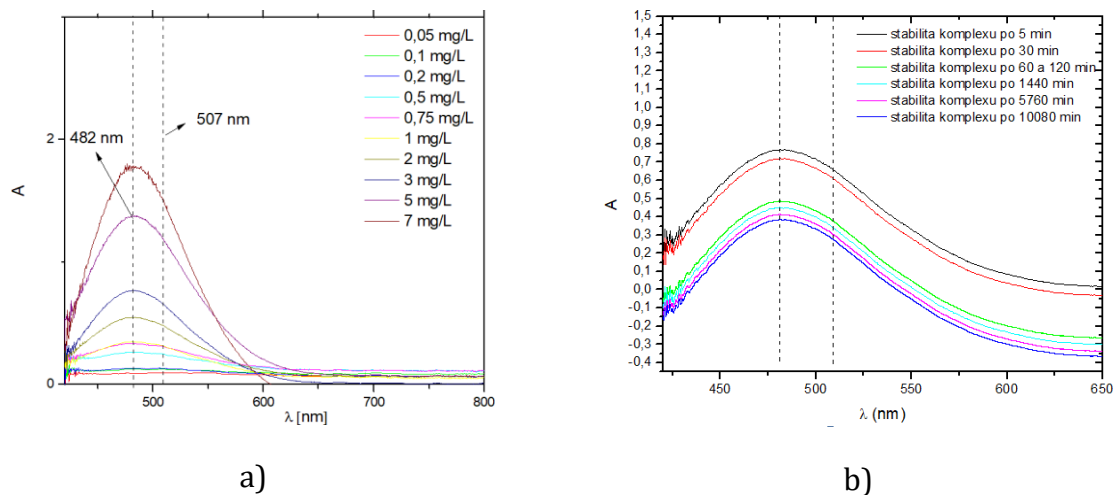 0,05 mg/L
0,1 mg/L
0,2 mg/L
0,5 mg/L
0,75 mg/L
1 mg/L
2 mg/L
3 mg/L
5 mg/L
7 mg/L
507 nm
482 nm
2
A
0
500
600
700
800
λ [nm]
a)
stabilita komplexu po 5 min
stabilita komplexu po 30 min
stabilita komplexu po 60 a 120 min
stabilita komplexu po 1440 min
stabilita komplexu po 5760 min
stabilita komplexu po 10080 min
1,5
1,4
1,3
1,2
1,1
1,0
0,9
0,8
0,7
0,6
0,5
0,4
0,3
0,2
0,1
0,0
-0,1
-0,2
-0,3
-0,4
A
450
500
550
600
650
λ (nm)
b)